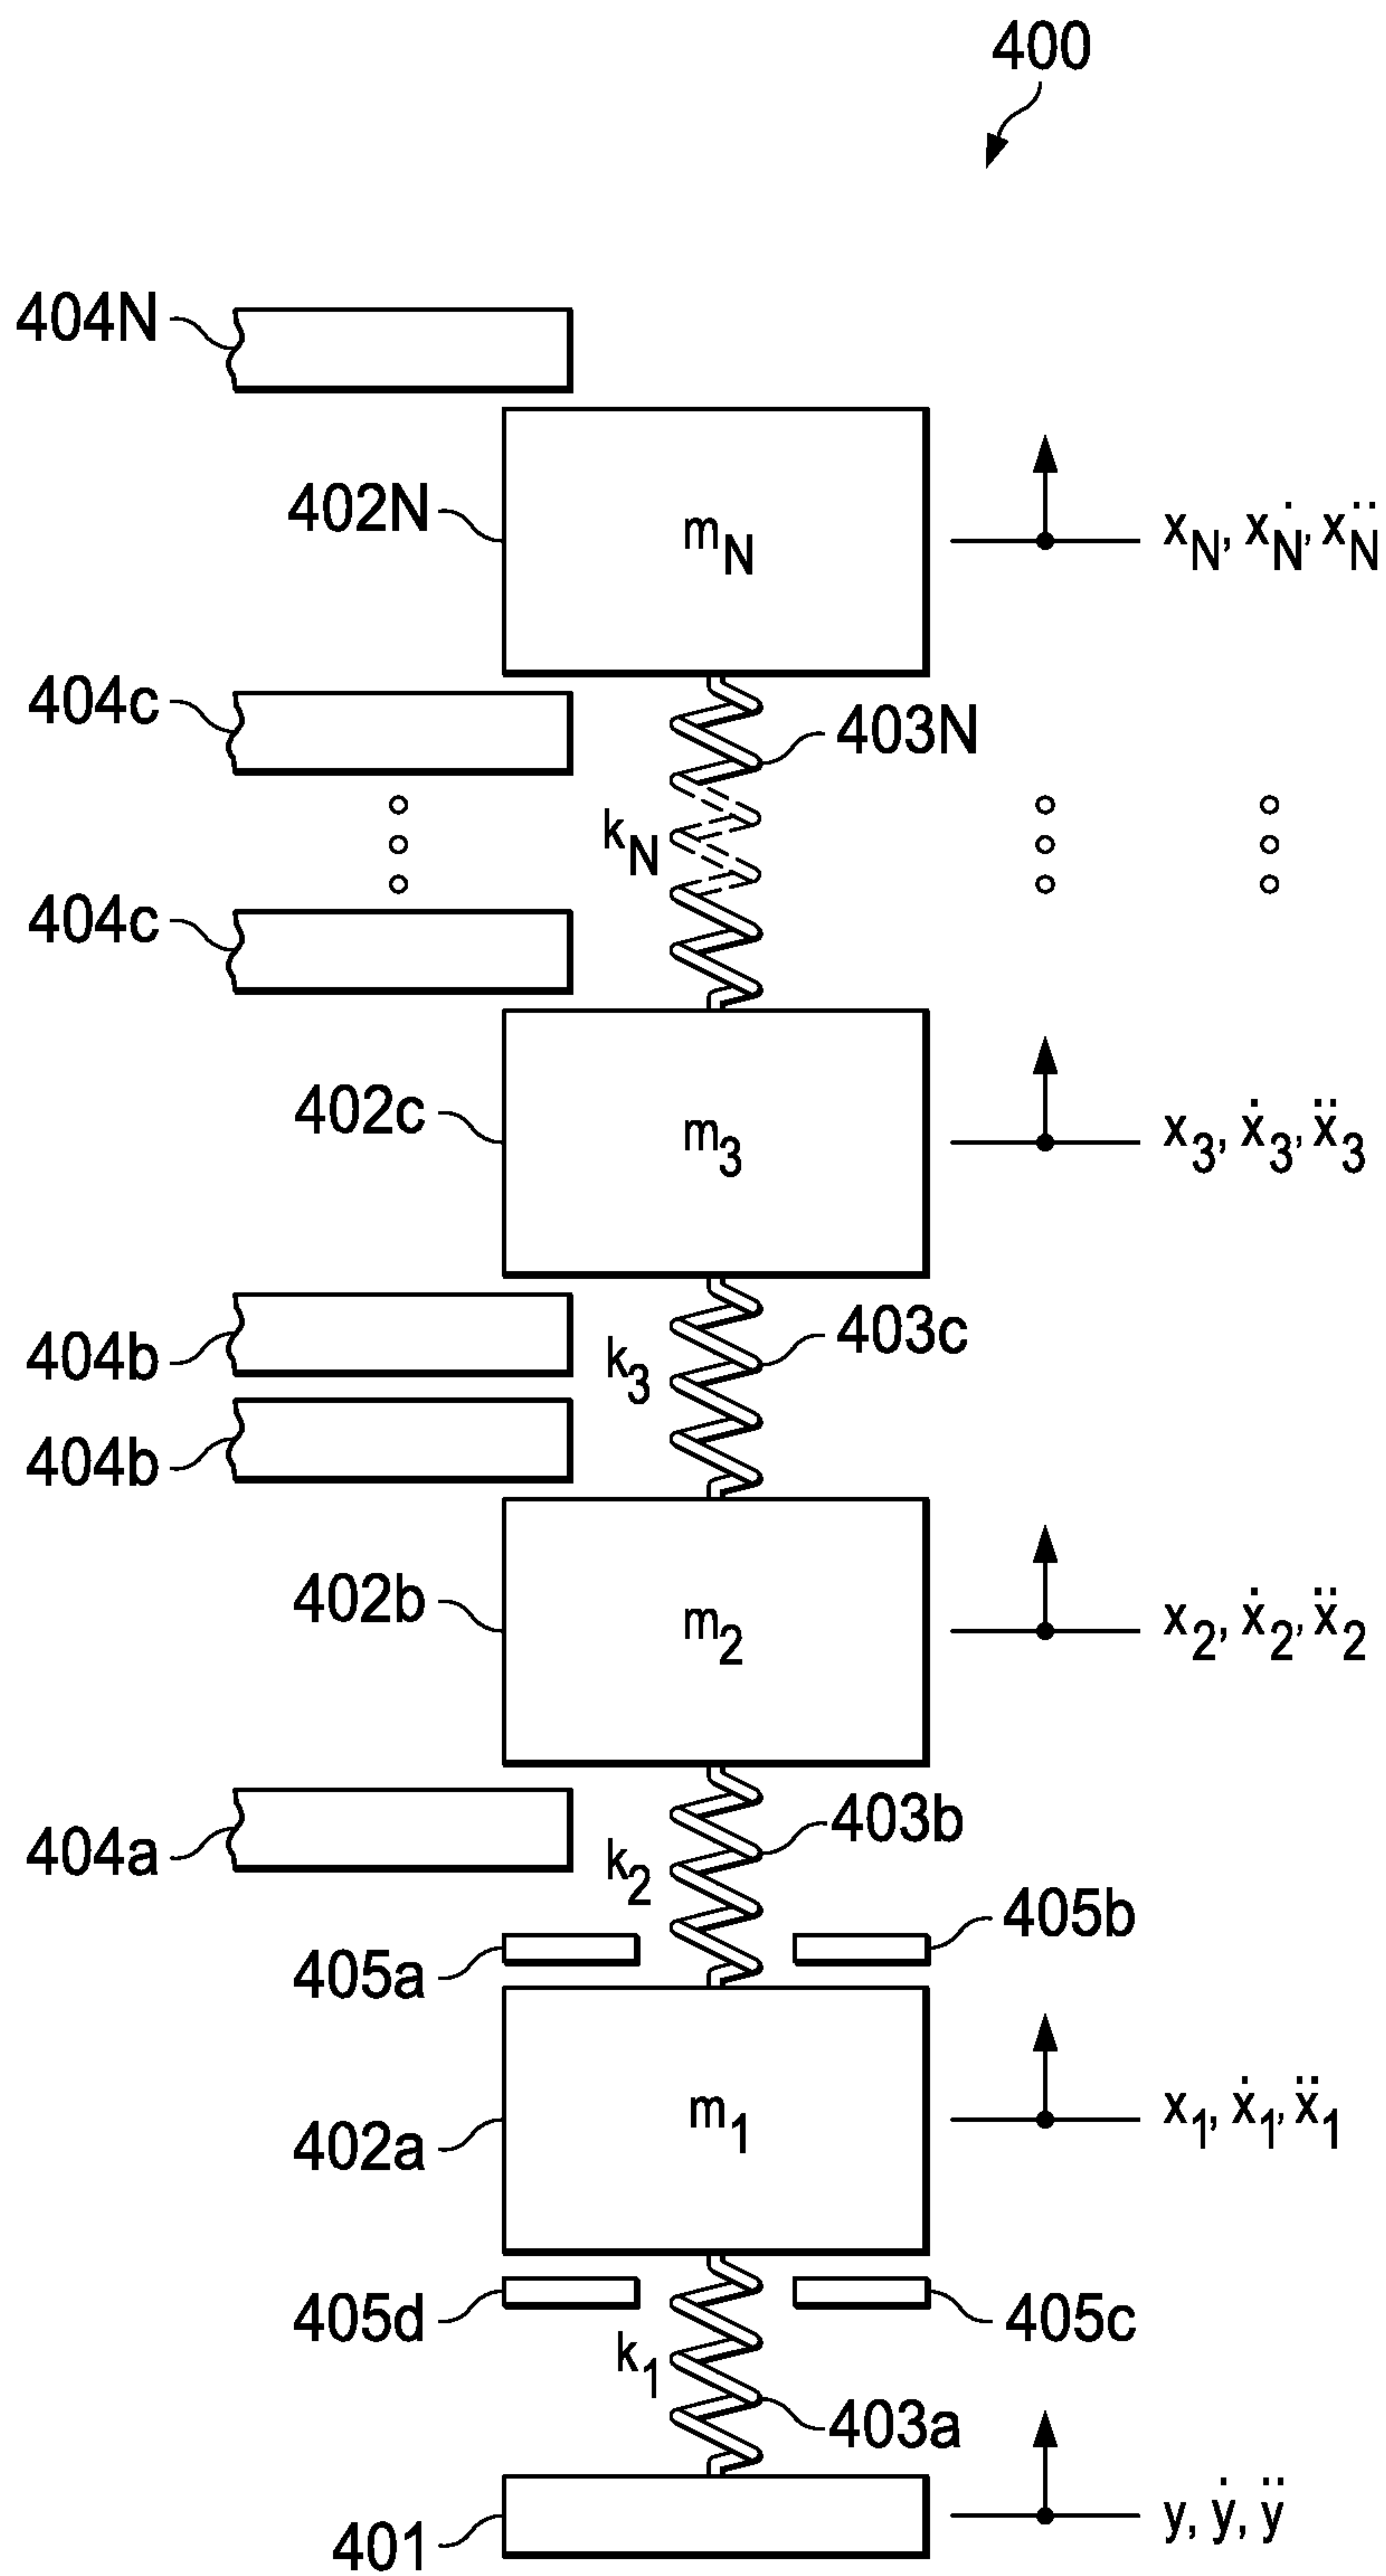 400
404N
402N
m_N
x_N, ẋ_N, ẍ_N
404c
403N
k_N
404c
402c
m_3
x_3, ẋ_3, ẍ_3
404b
k_3
403c
404b
402b
m_2
x_2, ẋ_2, ẍ_2
404a
k_2
403b
405a
405b
402a
m_1
x_1, ẋ_1, ẍ_1
405d
405c
k_1
403a
401
y, ẏ, ÿ